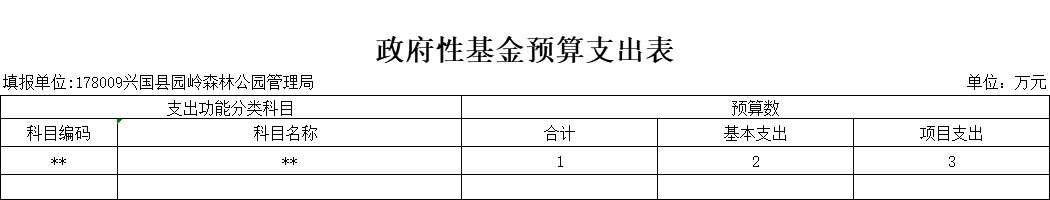 政府性基金预算支出表
填报单位:178009兴国县园岭森林公园管理局 单位：万元
支出功能分类科目 预算数
科目编码 科目名称 合计 基本支出 项目支出
** ** 1 2 3